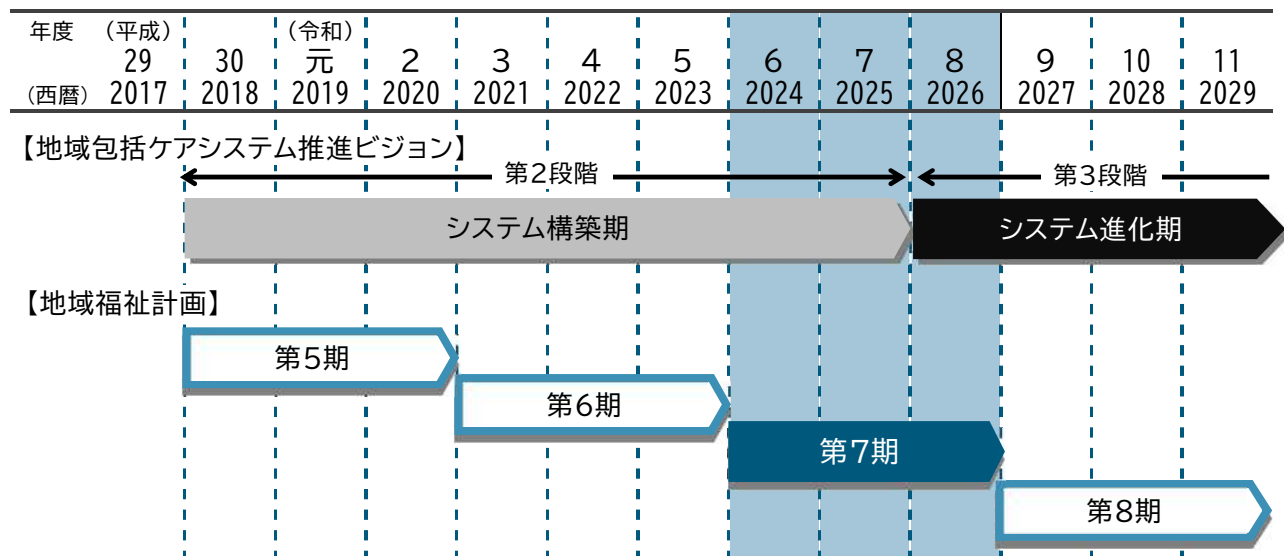 年度 (平成) (令和)
29 30 元 2 3 4 5 6 7 8 9 10 11
(西暦) 2017 2018 2019 2020 2021 2022 2023 2024 2025 2026 2027 2028 2029
【地域包括ケアシステム推進ビジョン】
第2段階 第3段階
システム構築期 システム進化期
【地域福祉計画】
第5期
第6期
第7期
第8期